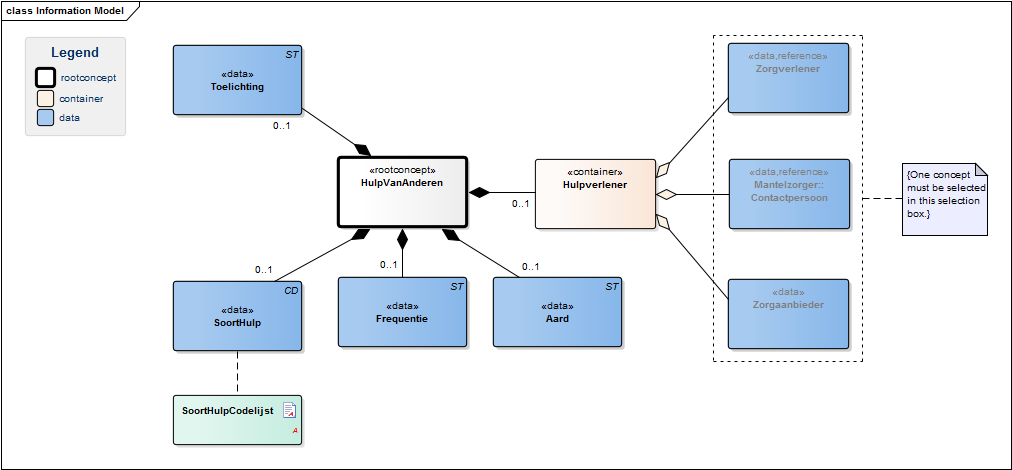 class Information Model
Legend
rootconcept
container
data
ST
«data»
Toelichting
0..1
«rootconcept»
HulpVanAnderen
«container»
Hulpverlener
0..1
«data,reference»
Zorgverlener
«data,reference»
Mantelzorger::
Contactpersoon
«data»
Zorgaanbieder
{One concept
must be selected
in this selection
box.}
0..1
0..1
0..1
CD
«data»
SoortHulp
ST
«data»
Frequentie
ST
«data»
Aard
SoortHulpCodelijst
A
A